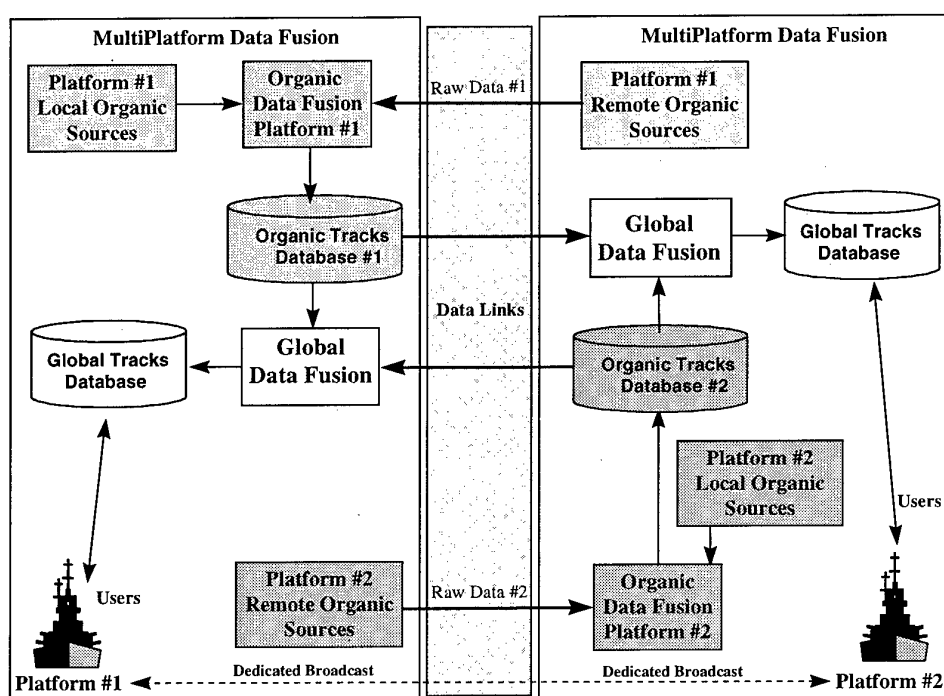 MultiPlatform Data Fusion
Platform #1
Local Organic
Sources
Organic
Data Fusion
Platform #1
Organic Tracks
Database #1
Global
Data Fusion
Global Tracks
Database
Users
Platform #2
Remote Organic
Sources
Platform #1
Dedicated Broadcast
Raw Data #1
Data Links
Raw Data #2
MultiPlatform Data Fusion
Platform #1
Remote Organic
Sources
Global
Data Fusion
Global Tracks
Database
Organic Tracks
Database #2
Platform #2
Local Organic
Sources
Users
Organic
Data Fusion
Platform #2
Dedicated Broadcast
Platform #2